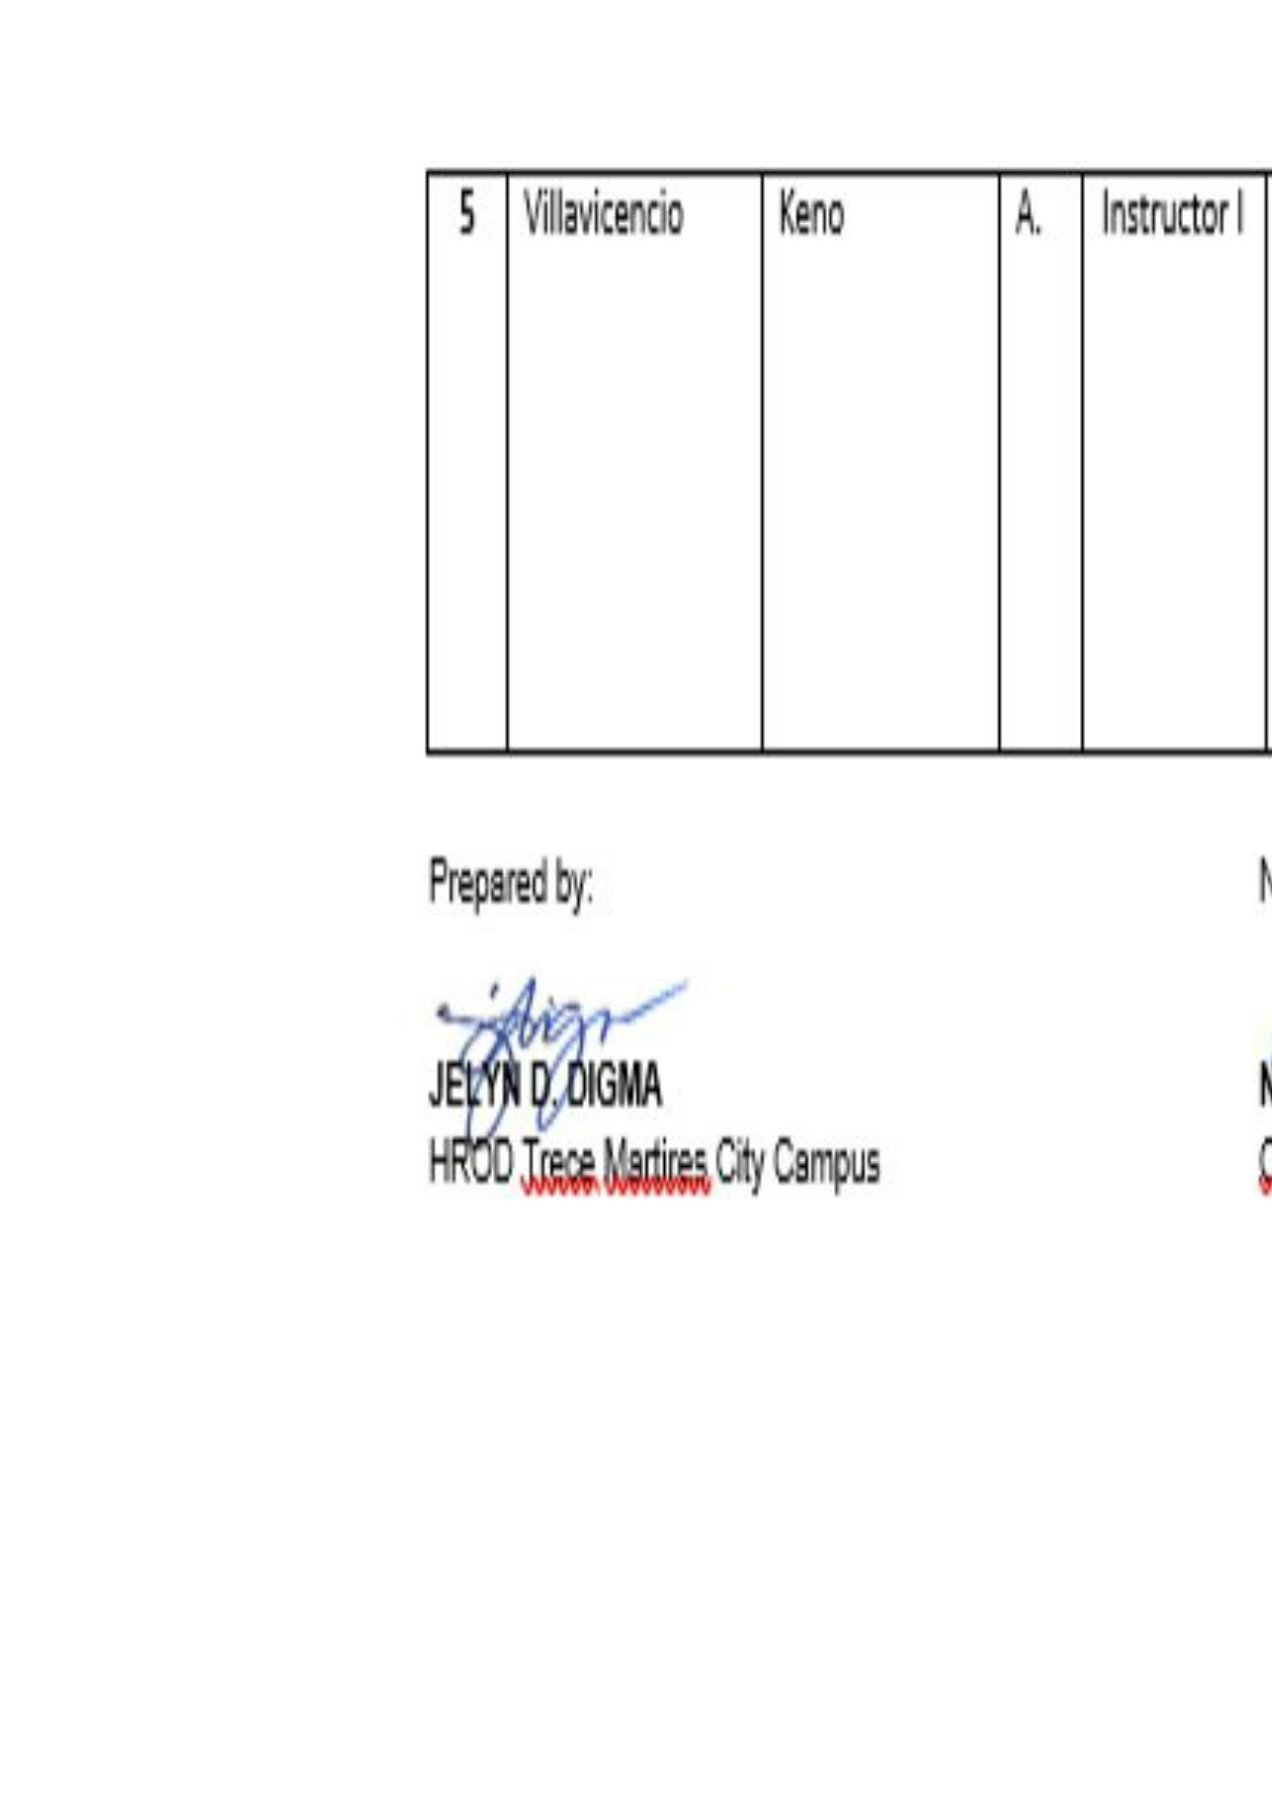 5 Villavicencio Keno A. Instructor I
Prepared by:
JELYN D. DIGMA
HROD Trece Martires City Campus